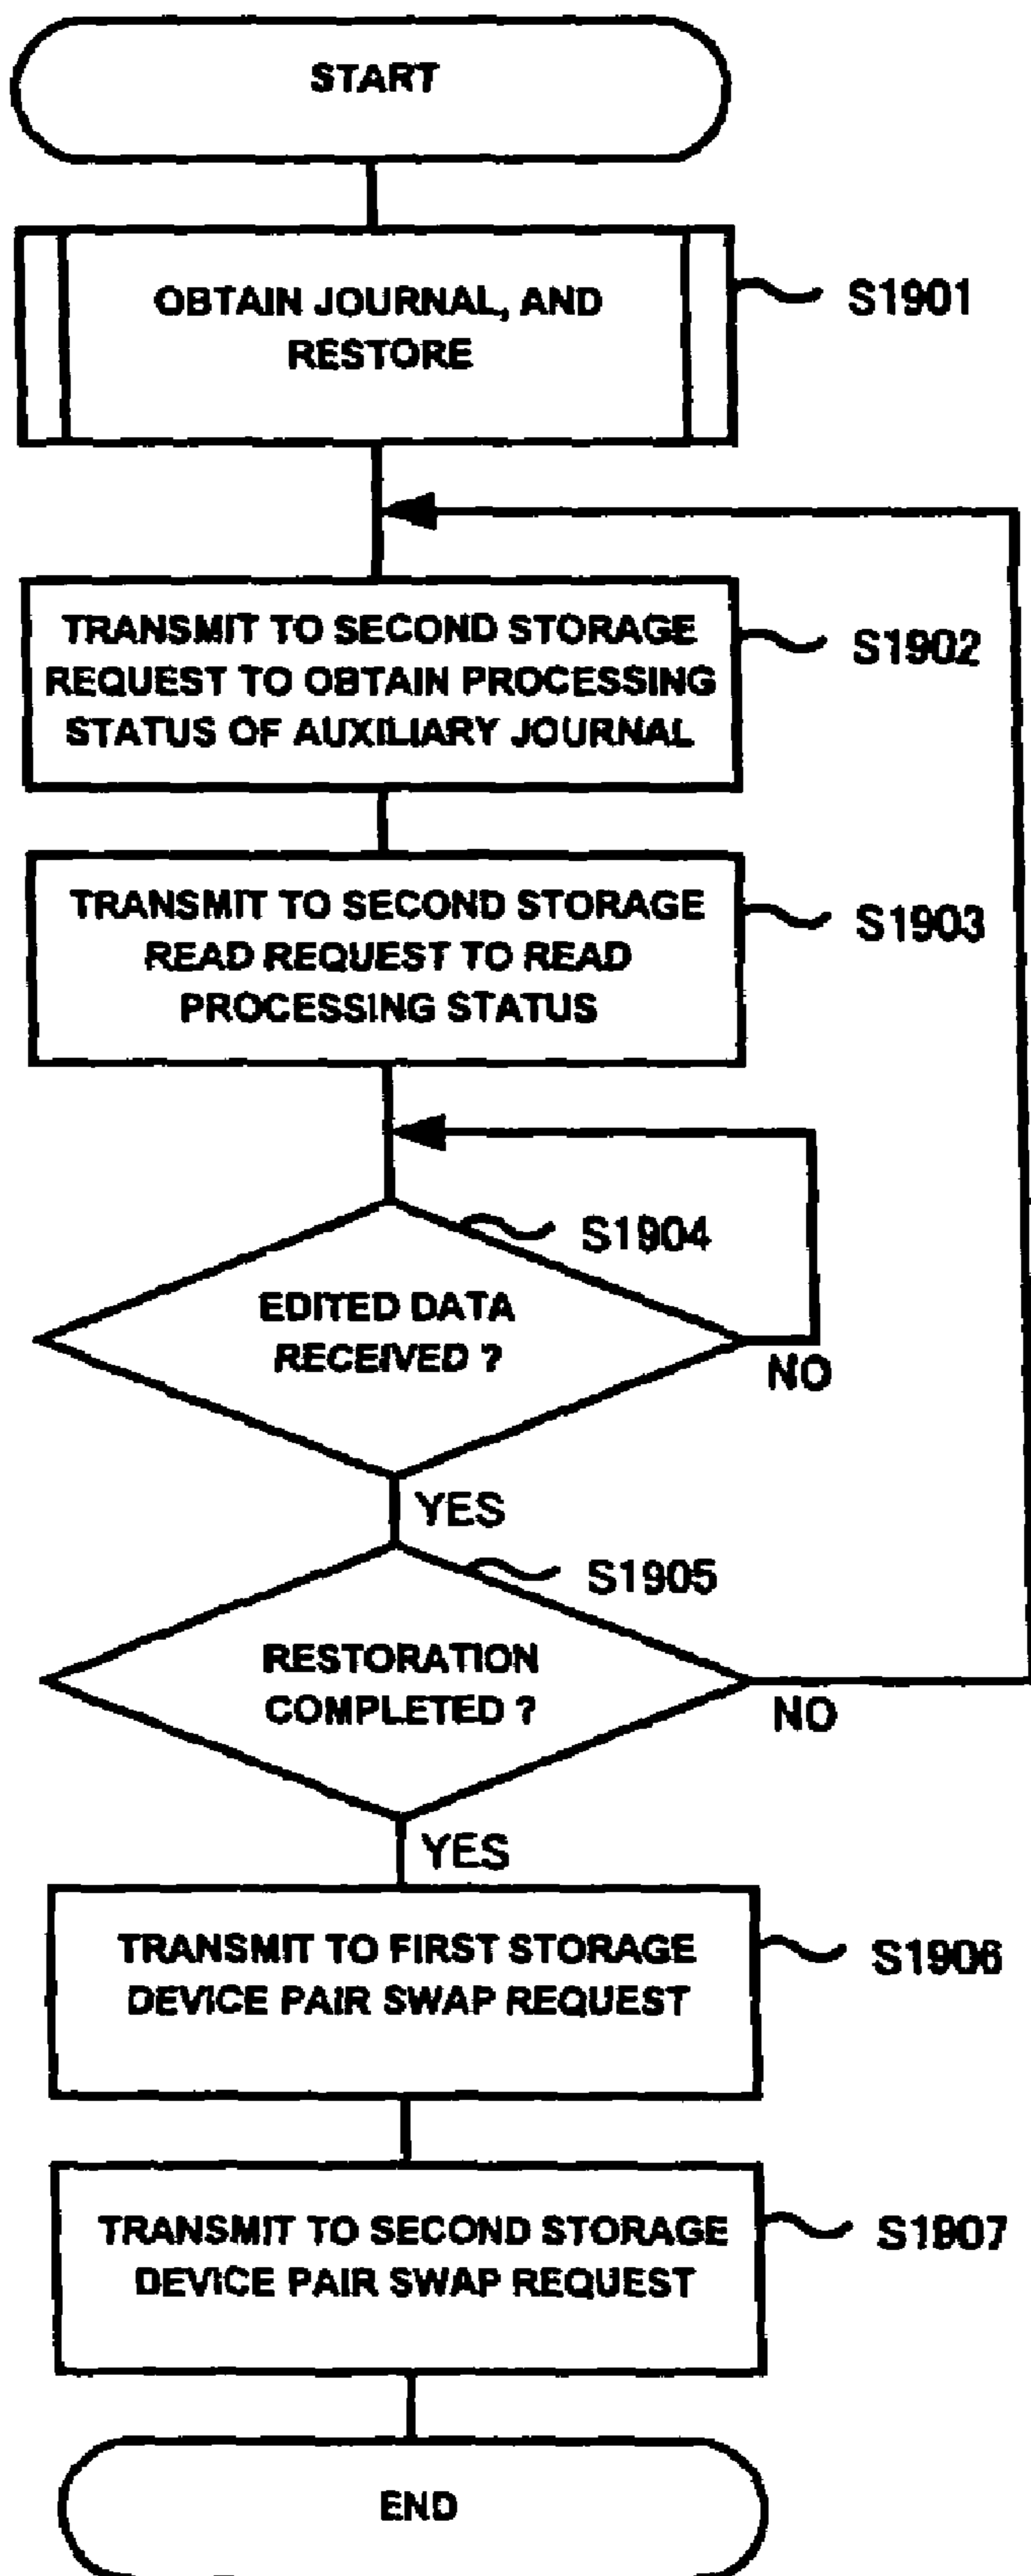 START
OBTAIN JOURNAL, AND
RESTORE
S1901
TRANSMIT TO SECOND STORAGE
REQUEST TO OBTAIN PROCESSING
STATUS OF AUXILIARY JOURNAL
S1902
TRANSMIT TO SECOND STORAGE
READ REQUEST TO READ
PROCESSING STATUS
S1903
S1904
EDITED DATA
RECEIVED ?
NO
YES
S1905
RESTORATION
COMPLETED ?
NO
YES
TRANSMIT TO FIRST STORAGE
DEVICE PAIR SWAP REQUEST
S1906
TRANSMIT TO SECOND STORAGE
DEVICE PAIR SWAP REQUEST
S1907
END